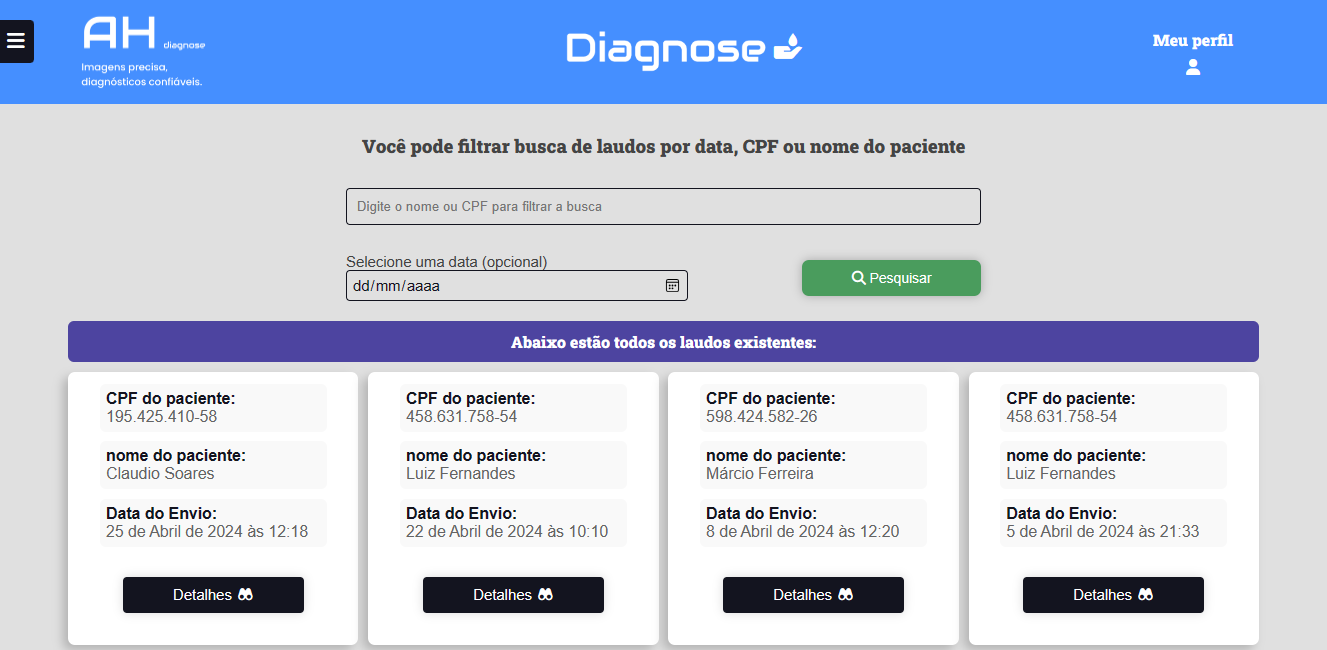 AH diagnose
Imagens precisa,
diagnósticos confiáveis.
Diagnose
Meu perfil
Você pode filtrar busca de laudos por data, CPF ou nome do paciente
Digite o nome ou CPF para filtrar a busca
Selecione uma data (opcional)
dd/mm/aaaa
Pesquisar
Abaixo estão todos os laudos existentes:
CPF do paciente:
195.425.410-58
nome do paciente:
Claudio Soares
Data do Envio:
25 de Abril de 2024 às 12:18
Detalhes
CPF do paciente:
458.631.758-54
nome do paciente:
Luiz Fernandes
Data do Envio:
22 de Abril de 2024 às 10:10
Detalhes
CPF do paciente:
598.424.582-26
nome do paciente:
Márcio Ferreira
Data do Envio:
8 de Abril de 2024 às 12:20
Detalhes
CPF do paciente:
458.631.758-54
nome do paciente:
Luiz Fernandes
Data do Envio:
5 de Abril de 2024 às 21:33
Detalhes